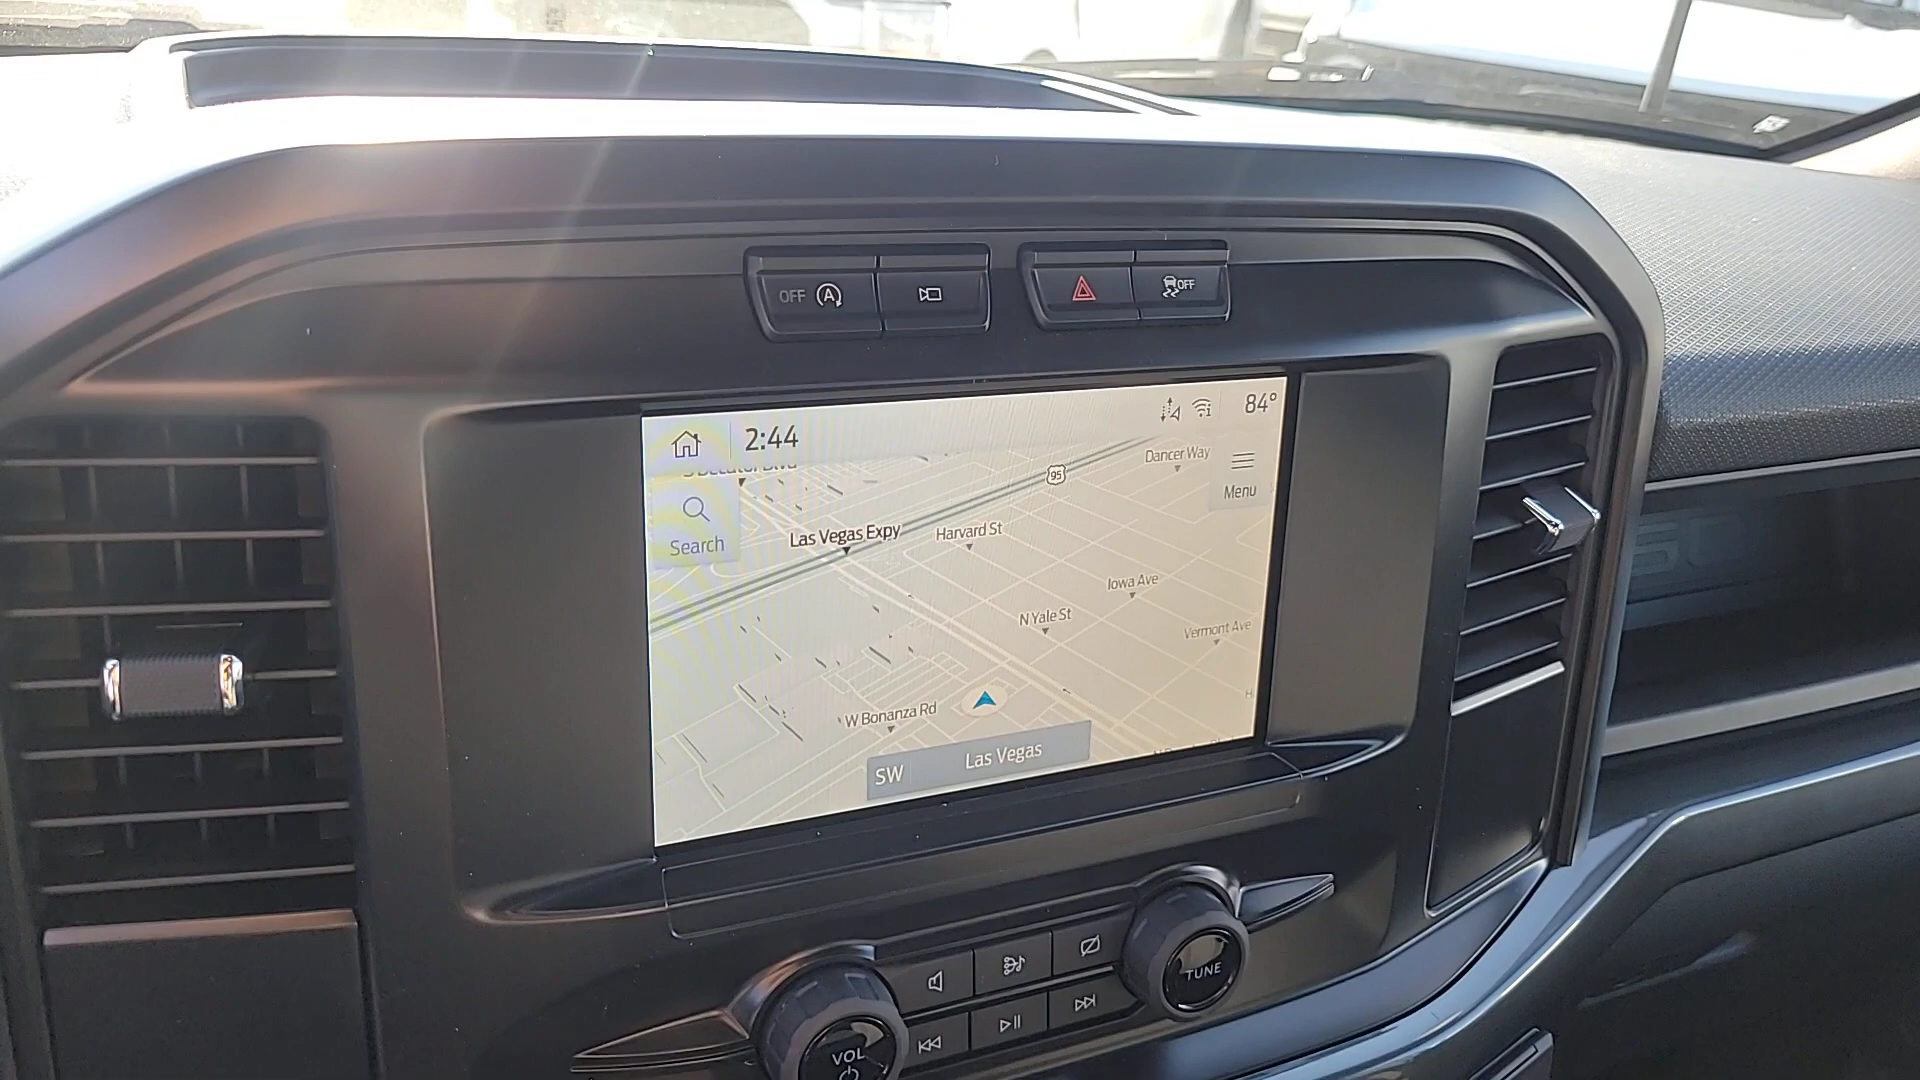 OFF A
OFF
2:44
84°
95
Dancer Way
Menu
Search
Las Vegas Expy
Harvard St
Iowa Ave
N Yale St
Vermont Ave
H
W Bonanza Rd
SW Las Vegas
TUNE
VOL